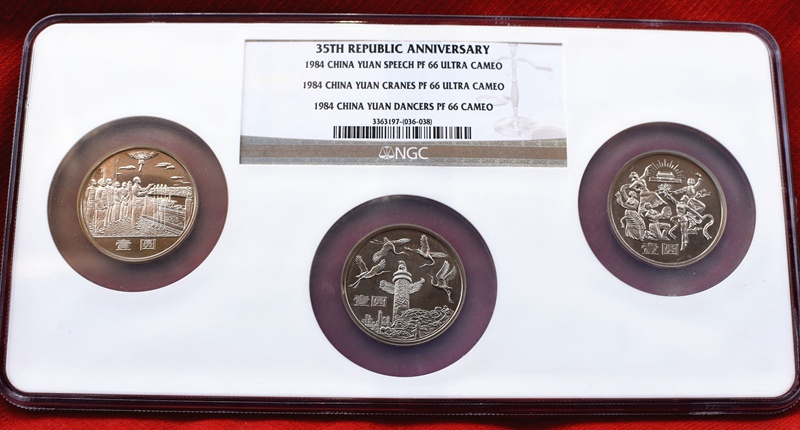 35TH REPUBLIC ANNIVERSARY
1984 CHINA YUAN SPEECH PF 66 ULTRA CAMEO
1984 CHINA YUAN CRANES PF 66 ULTRA CAMEO
1984 CHINA YUAN DANCERS PF 66 CAMEO
3363197-(036-038)
NGC
壹圆
壹圆
壹圆